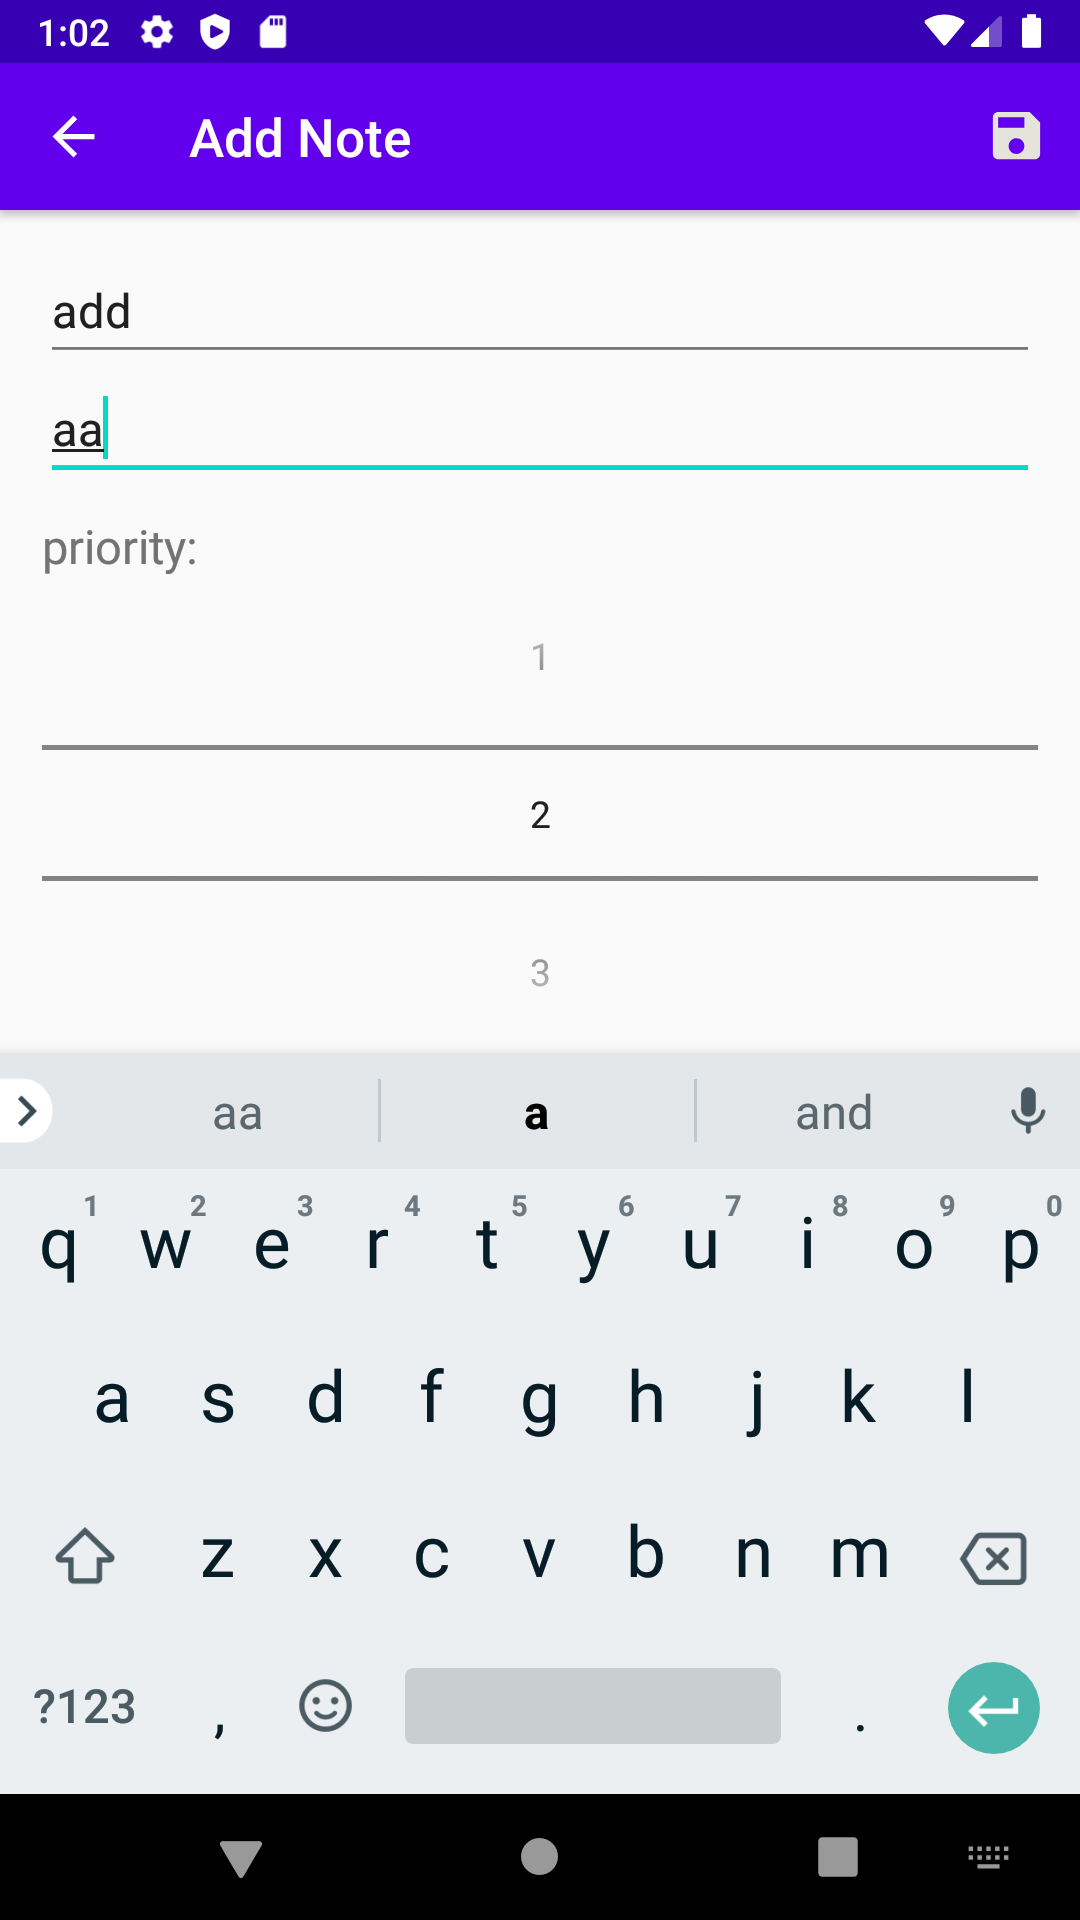 1:02
Add Note
add
aa
priority:
1
2
3
aa a and
1 2 3 4 5 6 7 8 9 0
q w e r t y u i o p
a s d f g h j k l
z x c v b n m
?123 , .